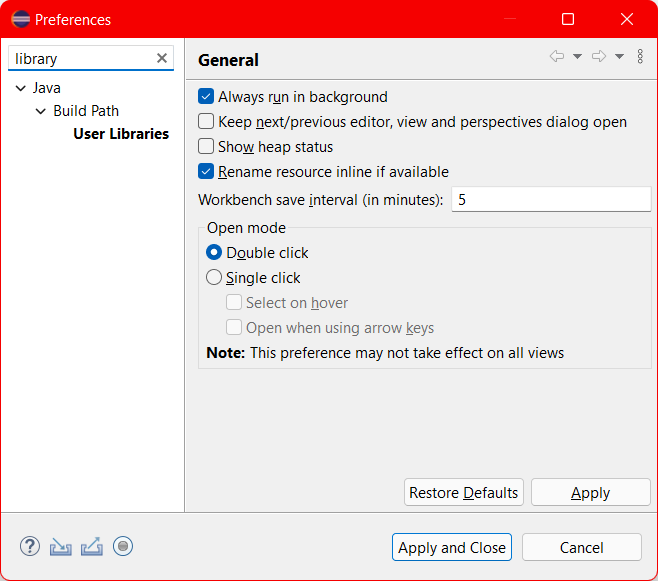 Preferences
library
General
Java
Build Path
User Libraries
Always run in background
Keep next/previous editor, view and perspectives dialog open
Show heap status
Rename resource inline if available
Workbench save interval (in minutes): 5
Open mode
Double click
Single click
Select on hover
Open when using arrow keys
Note: This preference may not take effect on all views
Restore Defaults Apply
Apply and Close Cancel